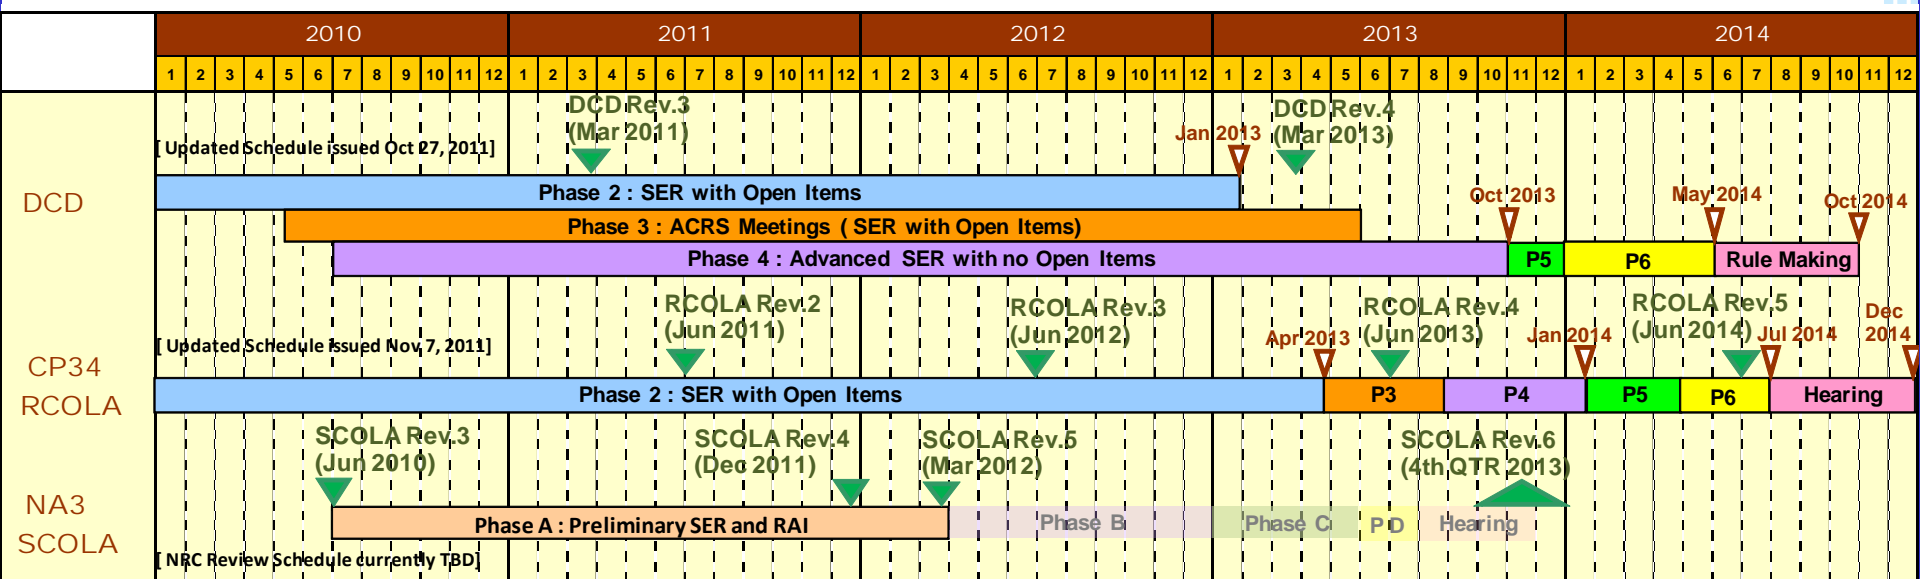 2010 2011 2012 2013 2014
1 2 3 4 5 6 7 8 9 10 11 12 1 2 3 4 5 6 7 8 9 10 11 12 1 2 3 4 5 6 7 8 9 10 11 12 1 2 3 4 5 6 7 8 9 10 11 12 1 2 3 4 5 6 7 8 9 10 11 12
DCD
[ Updated Schedule issued Oct 27, 2011]
DCD Rev.3
(Mar 2011)
Jan 2013
DCD Rev.4
(Mar 2013)
Oct 2013
May 2014
Oct 2014
Phase 2 : SER with Open Items
Phase 3 : ACRS Meetings ( SER with Open Items)
Phase 4 : Advanced SER with no Open Items
P5
P6
Rule Making
CP34
RCOLA
[ Updated Schedule issued Nov 7, 2011]
RCOLA Rev.2
(Jun 2011)
RCOLA Rev.3
(Jun 2012)
Apr 2013
RCOLA Rev.4
(Jun 2013)
Jan 2014
RCOLA Rev.5
(Jun 2014)
Jul 2014
Dec
2014
Phase 2 : SER with Open Items
P3
P4
P5
P6
Hearing
NA3
SCOLA
SCOLA Rev.3
(Jun 2010)
SCOLA Rev.4
(Dec 2011)
SCOLA Rev.5
(Mar 2012)
SCOLA Rev.6
(4th QTR 2013)
Phase A : Preliminary SER and RAI
Phase B
Phase C
P D
Hearing
[ NRC Review Schedule currently TBD]